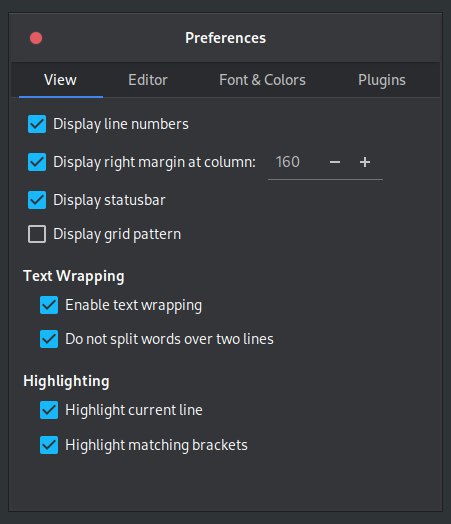 Preferences
View Editor Font & Colors Plugins
Display line numbers
Display right margin at column: 160 − +
Display statusbar
Display grid pattern
Text Wrapping
Enable text wrapping
Do not split words over two lines
Highlighting
Highlight current line
Highlight matching brackets